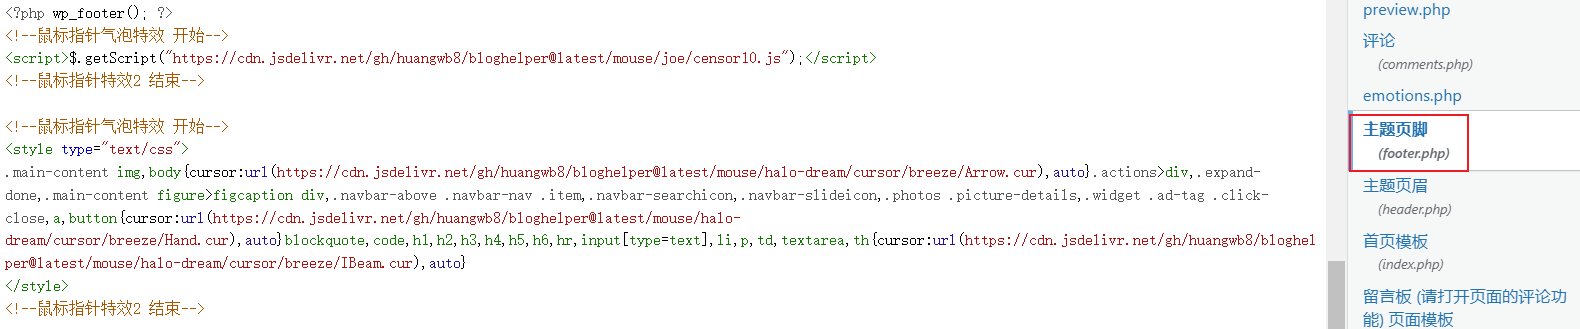 <?php wp_footer(); ?>
<!--鼠标指针气泡特效 开始-->
<script>$.getScript("https://cdn.jsdelivr.net/gh/huangwb8/bloghelper@latest/mouse/joe/censor10.js");</script>
<!--鼠标指针特效2 结束-->
<!--鼠标指针气泡特效 开始-->
<style type="text/css">
.main-content img,body{cursor:url(https://cdn.jsdelivr.net/gh/huangwb8/bloghelper@latest/mouse/halo-dream/cursor/breeze/Arrow.cur),auto}.actions>div,.expand-
done,.main-content figure>figcaption div,.navbar-above .navbar-nav .item,.navbar-searchicon,.navbar-slideicon,.photos .picture-details,.widget .ad-tag .click-
close,a,button{cursor:url(https://cdn.jsdelivr.net/gh/huangwb8/bloghelper@latest/mouse/halo-
dream/cursor/breeze/Hand.cur),auto}blockquote,code,h1,h2,h3,h4,h5,h6,hr,input[type=text],li,p,td,textarea,th{cursor:url(https://cdn.jsdelivr.net/gh/huangwb8/bloghel
per@latest/mouse/halo-dream/cursor/breeze/IBeam.cur),auto}
</style>
<!--鼠标指针特效2 结束-->
preview.php
评论
(comments.php)
emotions.php
主题页脚
(footer.php)
主题页眉
(header.php)
首页模板
(index.php)
留言板 (请打开页面的评论功
能) 页面模板